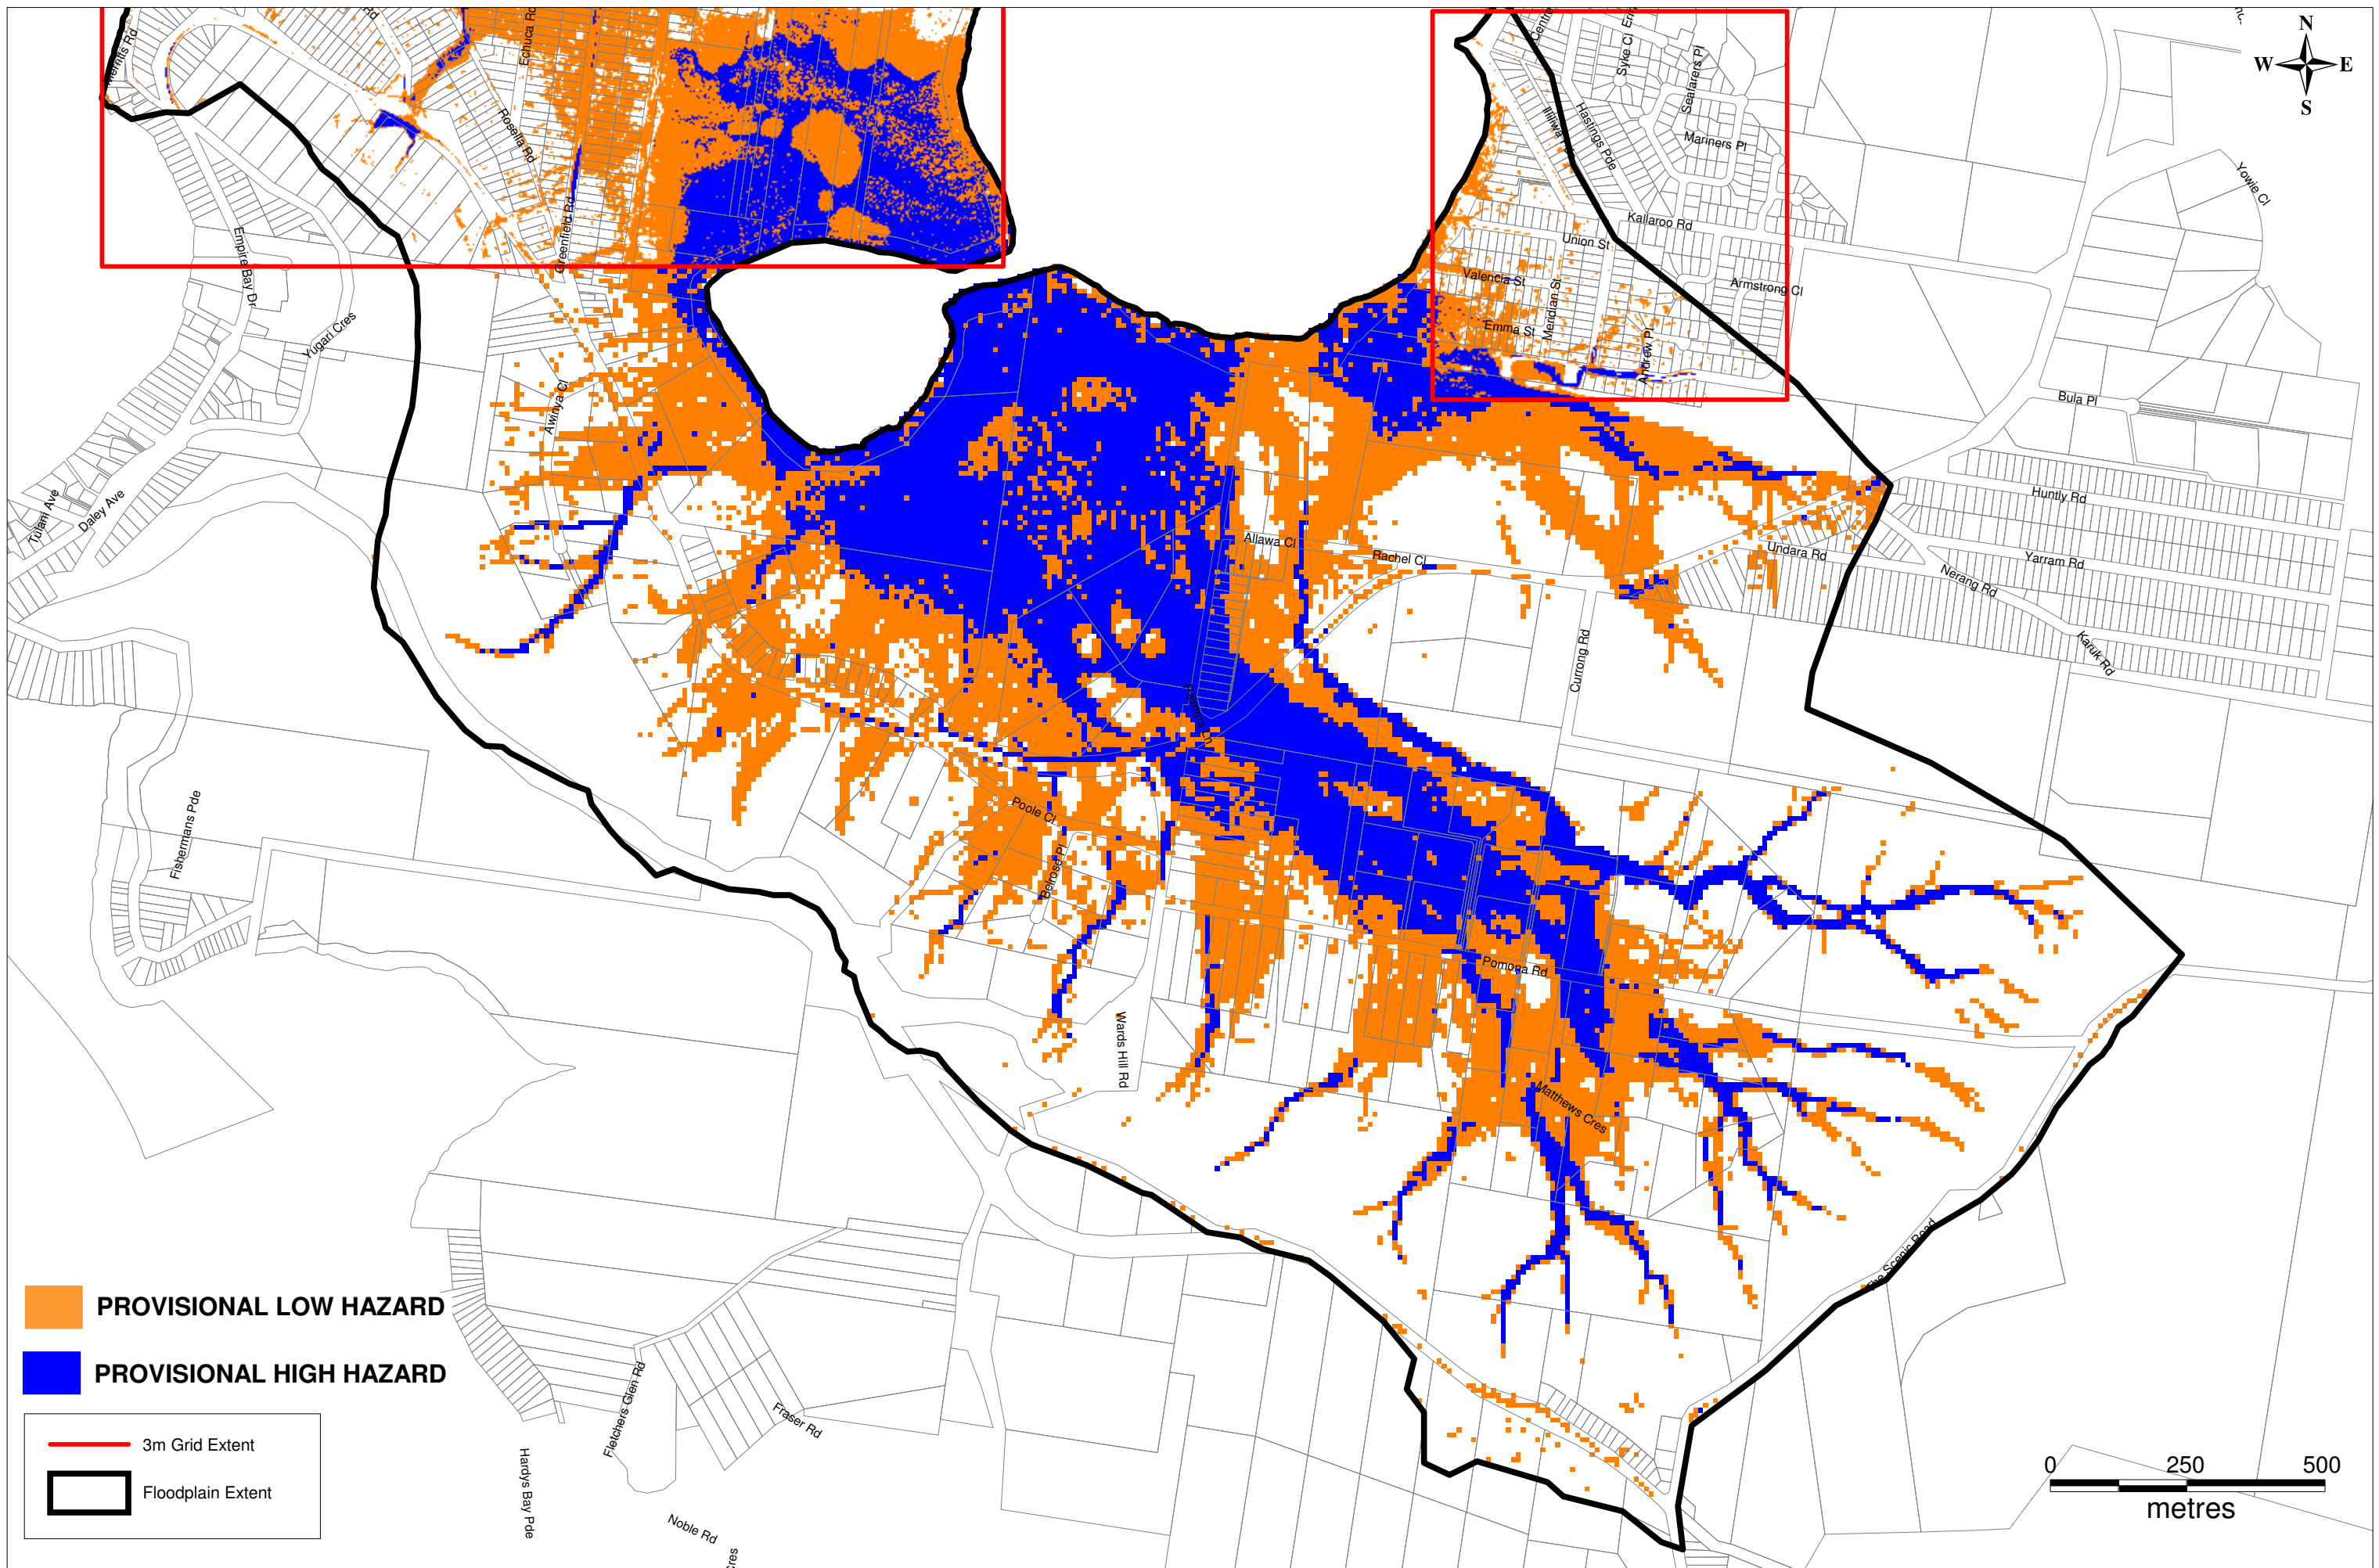 Rd
Echuca Rd
Rosella Rd
Greenfield Rd
Empire Bay Dr
Yugari Cres
Awinya Cl
Tulani Ave
Daley Ave
Fishermans Pde
Syke Cl
Seafarers Pl
Mariners Pl
Hastings Pde
Kallaroo Rd
Union St
Valencia St
Meridian St
Armstrong Cl
Emma St
Andrew Pl
N
W E
S
Yowie Cl
Bula Pl
Huntly Rd
Undara Rd
Yarram Rd
Nerang Rd
Karuk Rd
Allawa Cl
Rachel Cl
Currong Rd
Poole Cl
Belrose Pl
Pomona Rd
Wards Hill Rd
Matthews Cres
The Scenic Road
Fletchers Glen Rd
Fraser Rd
Hardys Bay Pde
Noble Rd
PROVISIONAL LOW HAZARD
PROVISIONAL HIGH HAZARD
3m Grid Extent
Floodplain Extent
0 250 500
metres